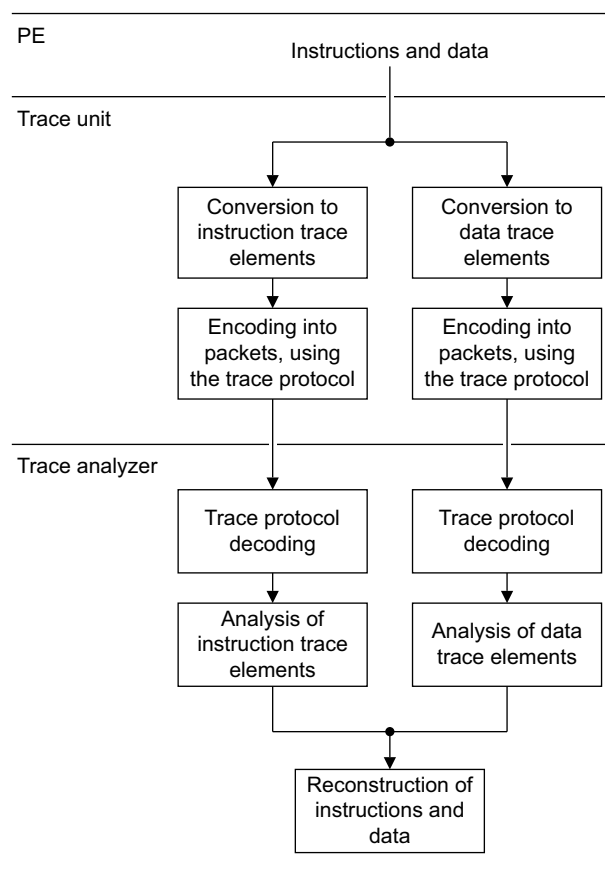 PE
Instructions and data
Trace unit
Conversion to
instruction trace
elements
Conversion to
data trace
elements
Encoding into
packets, using
the trace protocol
Encoding into
packets, using
the trace protocol
Trace analyzer
Trace protocol
decoding
Trace protocol
decoding
Analysis of
instruction trace
elements
Analysis of data
trace elements
Reconstruction of
instructions and
data